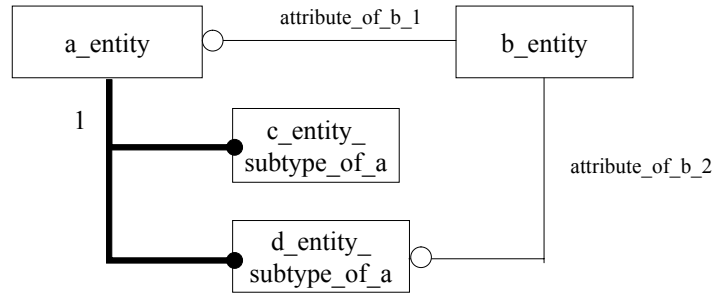 attribute_of_b_1
a_entity
b_entity
1
c_entity_
subtype_of_a
attribute_of_b_2
d_entity_
subtype_of_a